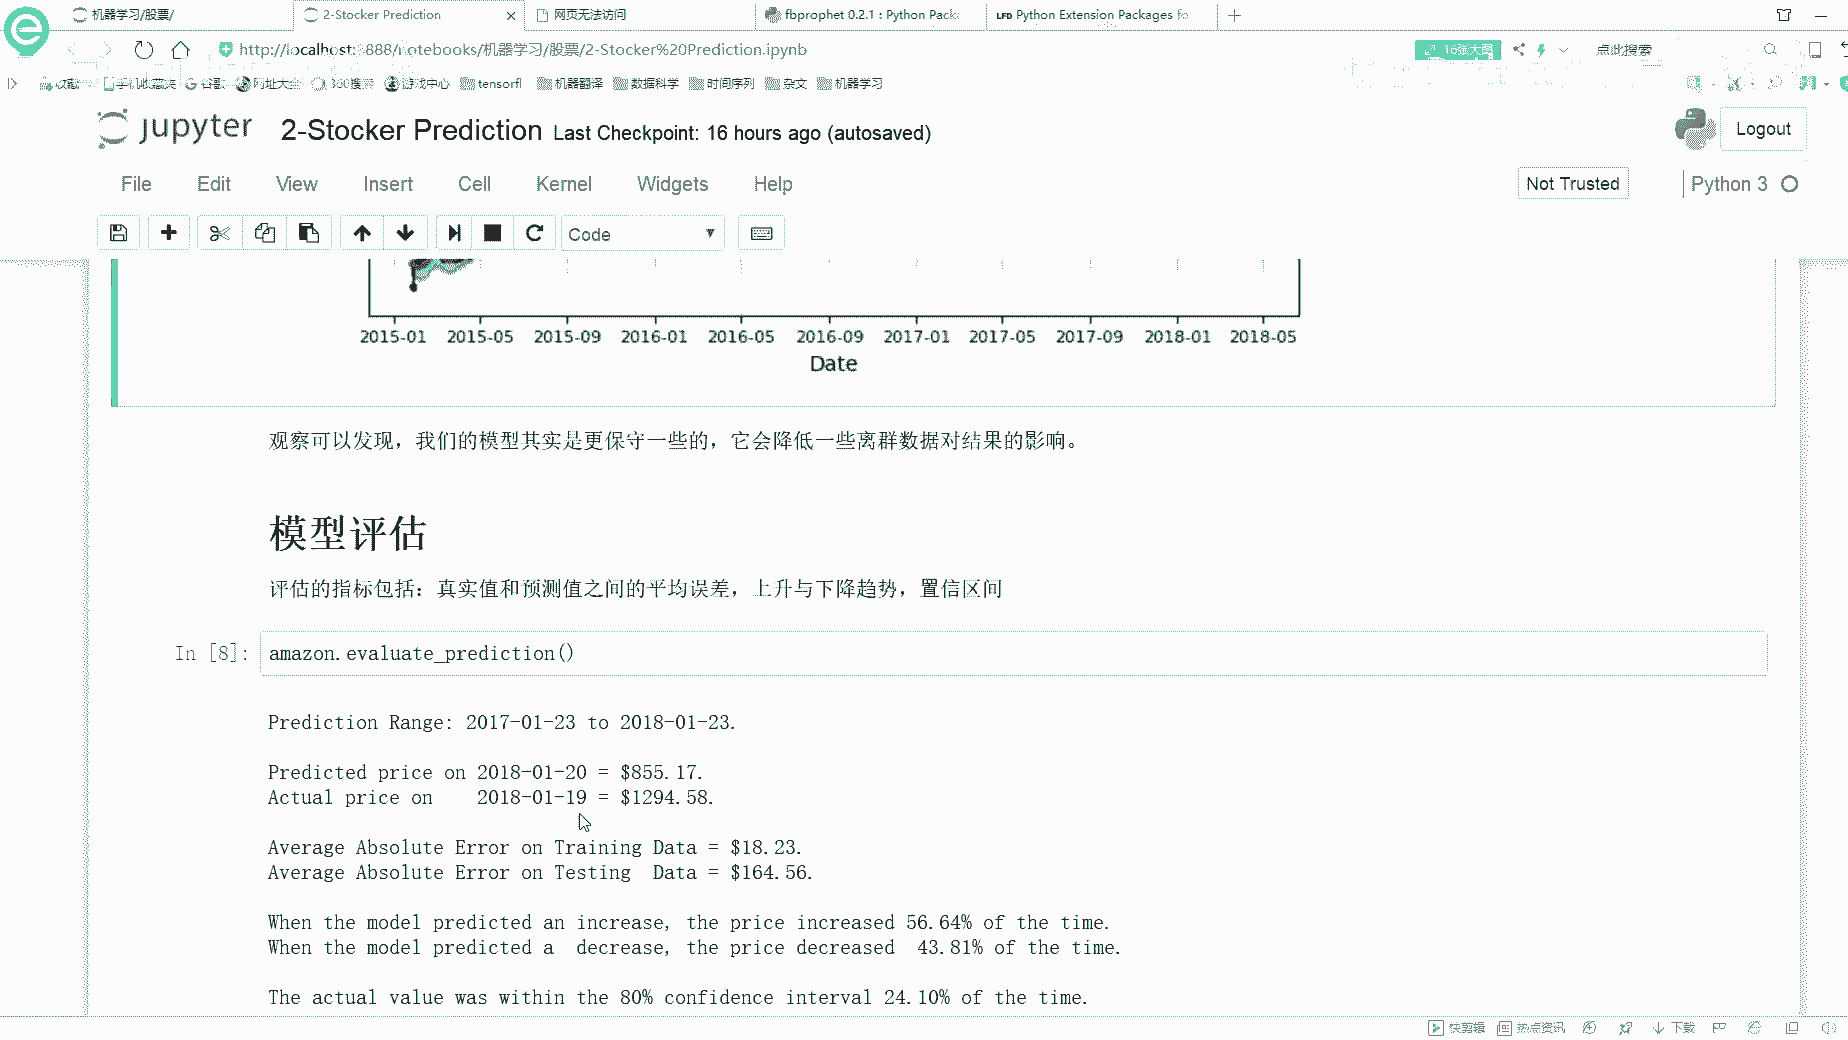 机器学习/股票/
2-Stocker Prediction
网页无法访问
fbprophet 0.2.1 : Python Pack
LFD Python Extension Packages fo
http://localhost:8888/notebooks/机器学习/股票/2-Stocker%20Prediction.ipynb
16张大图
点此搜索
收藏 手机收藏夹 谷歌 网址大全 360搜索 游戏中心 tensorfl 机器翻译 数据科学 时间序列 杂文 机器学习
jupyter 2-Stocker Prediction Last Checkpoint: 16 hours ago (autosaved)
Logout
File Edit View Insert Cell Kernel Widgets Help
Not Trusted
Python 3
Code
2015-01 2015-05 2015-09 2016-01 2016-05 2016-09 2017-01 2017-05 2017-09 2018-01 2018-05
Date
观察可以发现，我们的模型其实是更保守一些的，它会降低一些离群数据对结果的影响。
模型评估
评估的指标包括：真实值和预测值之间的平均误差，上升与下降趋势，置信区间
In [8]: amazon.evaluate_prediction()
Prediction Range: 2017-01-23 to 2018-01-23.
Predicted price on 2018-01-20 = $855.17.
Actual price on 2018-01-19 = $1294.58.
Average Absolute Error on Training Data = $18.23.
Average Absolute Error on Testing Data = $164.56.
When the model predicted an increase, the price increased 56.64% of the time.
When the model predicted a decrease, the price decreased 43.81% of the time.
The actual value was within the 80% confidence interval 24.10% of the time.
快剪辑 热点资讯 下载